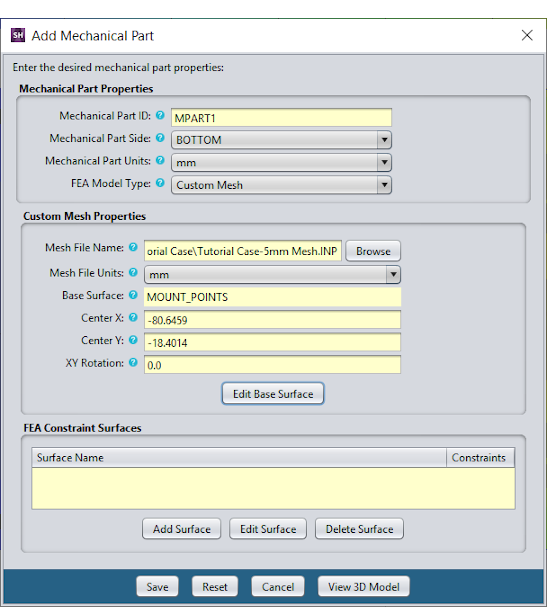 SH Add Mechanical Part
Enter the desired mechanical part properties:
Mechanical Part Properties
Mechanical Part ID: ? MPART1
Mechanical Part Side: ? BOTTOM
Mechanical Part Units: ? mm
FEA Model Type: ? Custom Mesh
Custom Mesh Properties
Mesh File Name: ? orial Case\Tutorial Case-5mm Mesh.INP Browse
Mesh File Units: ? mm
Base Surface: ? MOUNT_POINTS
Center X: ? -80.6459
Center Y: ? -18.4014
XY Rotation: ? 0.0
Edit Base Surface
FEA Constraint Surfaces
Surface Name Constraints
Add Surface Edit Surface Delete Surface
Save Reset Cancel View 3D Model